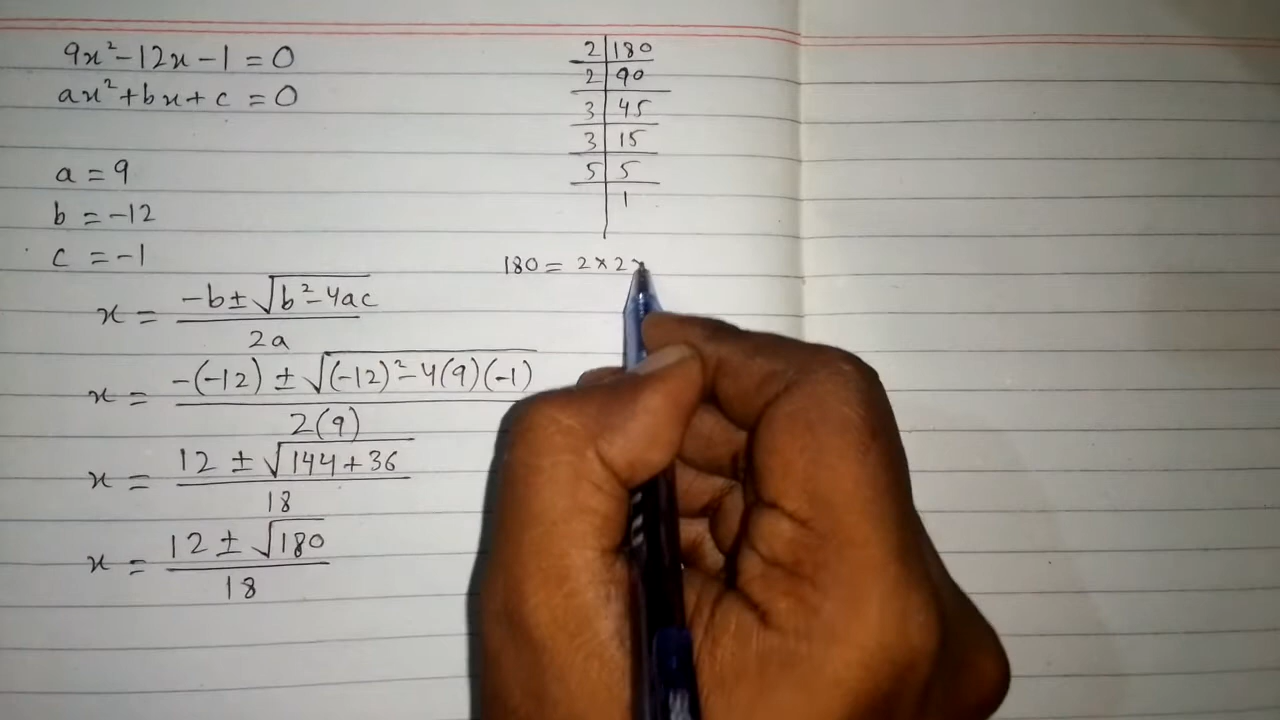 9x²-12x-1=0
ax²+bx+c=0
a=9
b=-12
c=-1
x = (-b±√(b²-4ac))/(2a)
x = (-(-12)±√((-12)²-4(9)(-1)))/(2(9))
x = (12±√(144+36))/18
x = (12±√180)/18
2|180
2|90
3|45
3|15
5|5
|1
180= 2×2×